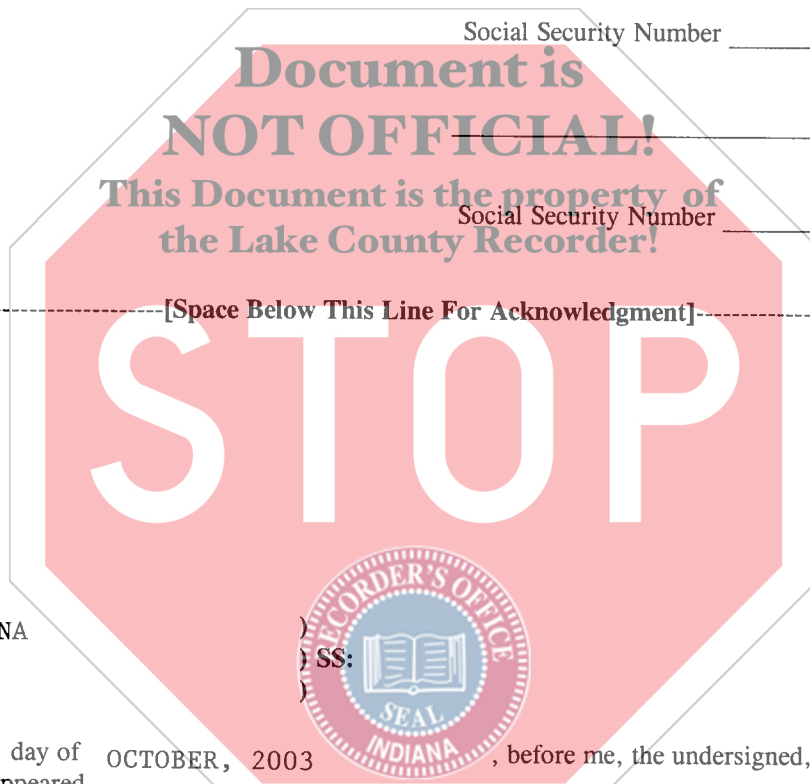 Social Security Number
Document is
NOT OFFICIAL!
This Document is the property of
Social Security Number
the Lake County Recorder!
[Space Below This Line For Acknowledgment]
STOP
RECORDER'S OFFICE
NA )
) SS:
)
SEAL
INDIANA
day of OCTOBER, 2003 , before me, the undersigned,